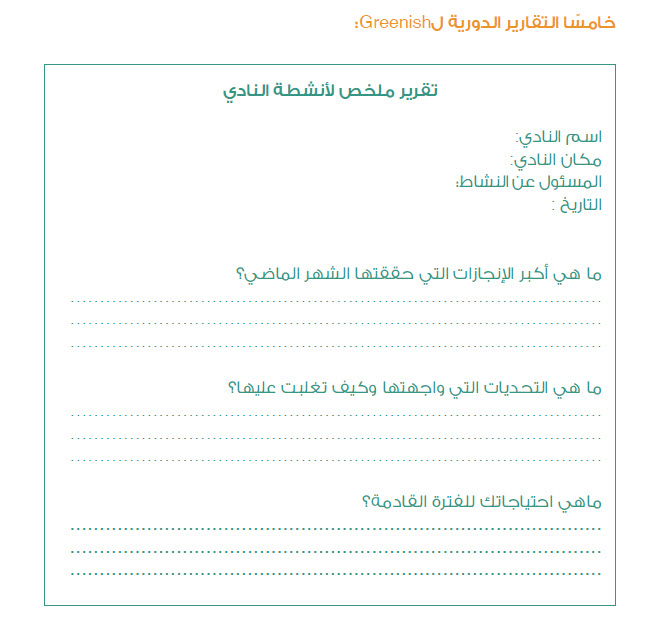 خامسًا التقارير الدورية لGreenish:
تقرير ملخص لأنشطة النادي
اسم النادي:
مكان النادي:
المسئول عن النشاط:
التاريخ :
ما هي أكبر الإنجازات التي حققتها الشهر الماضي؟
................................................................................
................................................................................
................................................................................
ما هي التحديات التي واجهتها وكيف تغلبت عليها؟
................................................................................
................................................................................
................................................................................
ماهي احتياجاتك للفترة القادمة؟
................................................................................
................................................................................
................................................................................